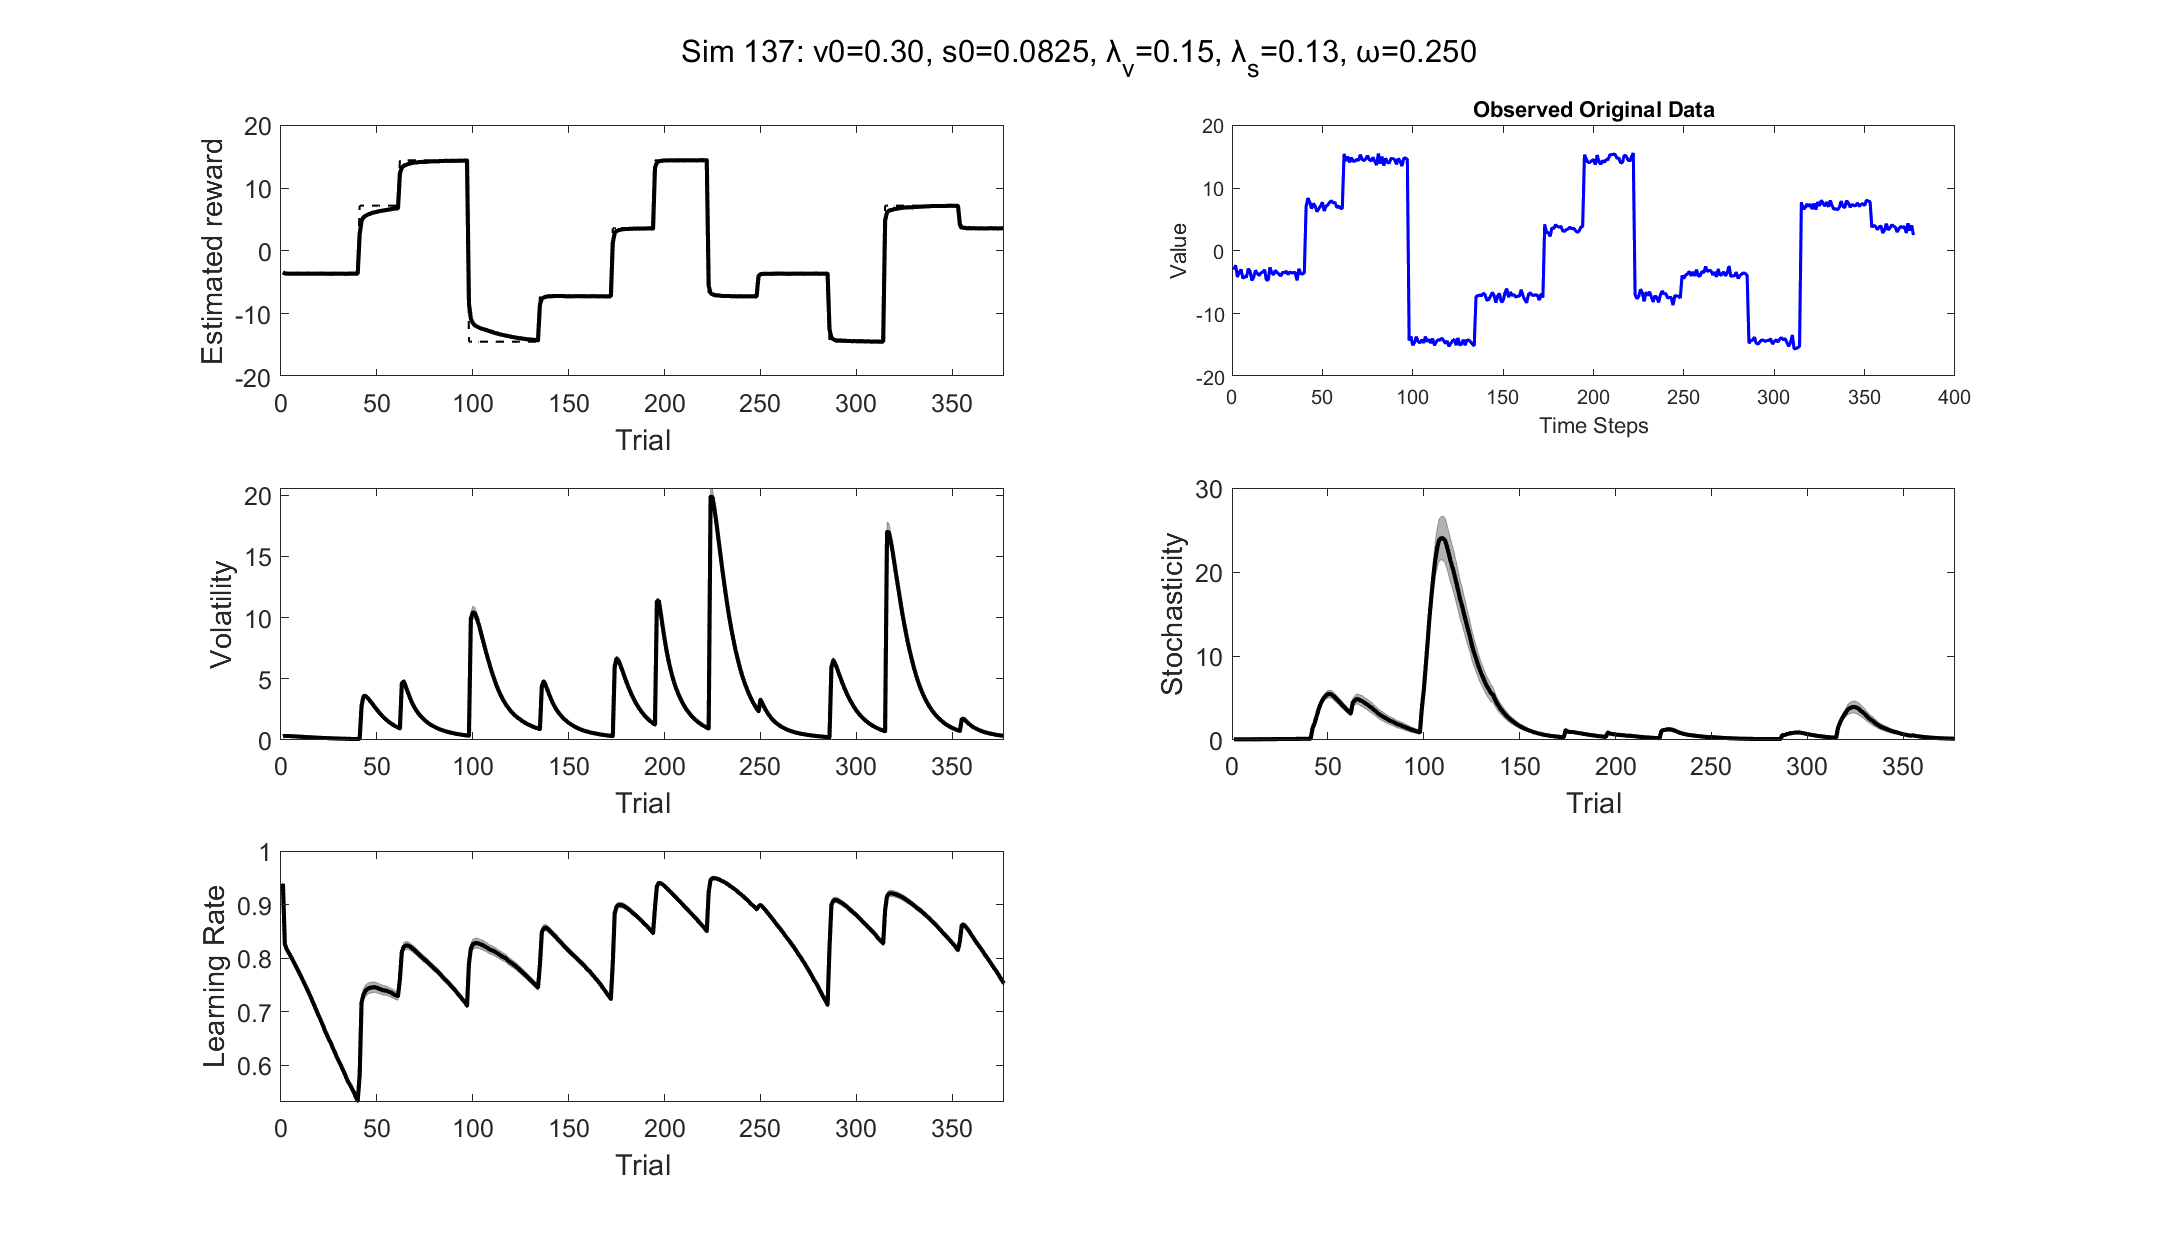 Sim 137: v0=0.30, s0=0.0825, λv=0.15, λs=0.13, ω=0.250
20
10
0
-10
-20
0 50 100 150 200 250 300 350
Estimated reward
Trial
Observed Original Data
20
10
0
-10
-20
0 50 100 150 200 250 300 350 400
Value
Time Steps
20
15
10
5
0
0 50 100 150 200 250 300 350
Volatility
Trial
30
20
10
0
0 50 100 150 200 250 300 350
Stochasticity
Trial
1
0.9
0.8
0.7
0.6
0 50 100 150 200 250 300 350
Learning Rate
Trial